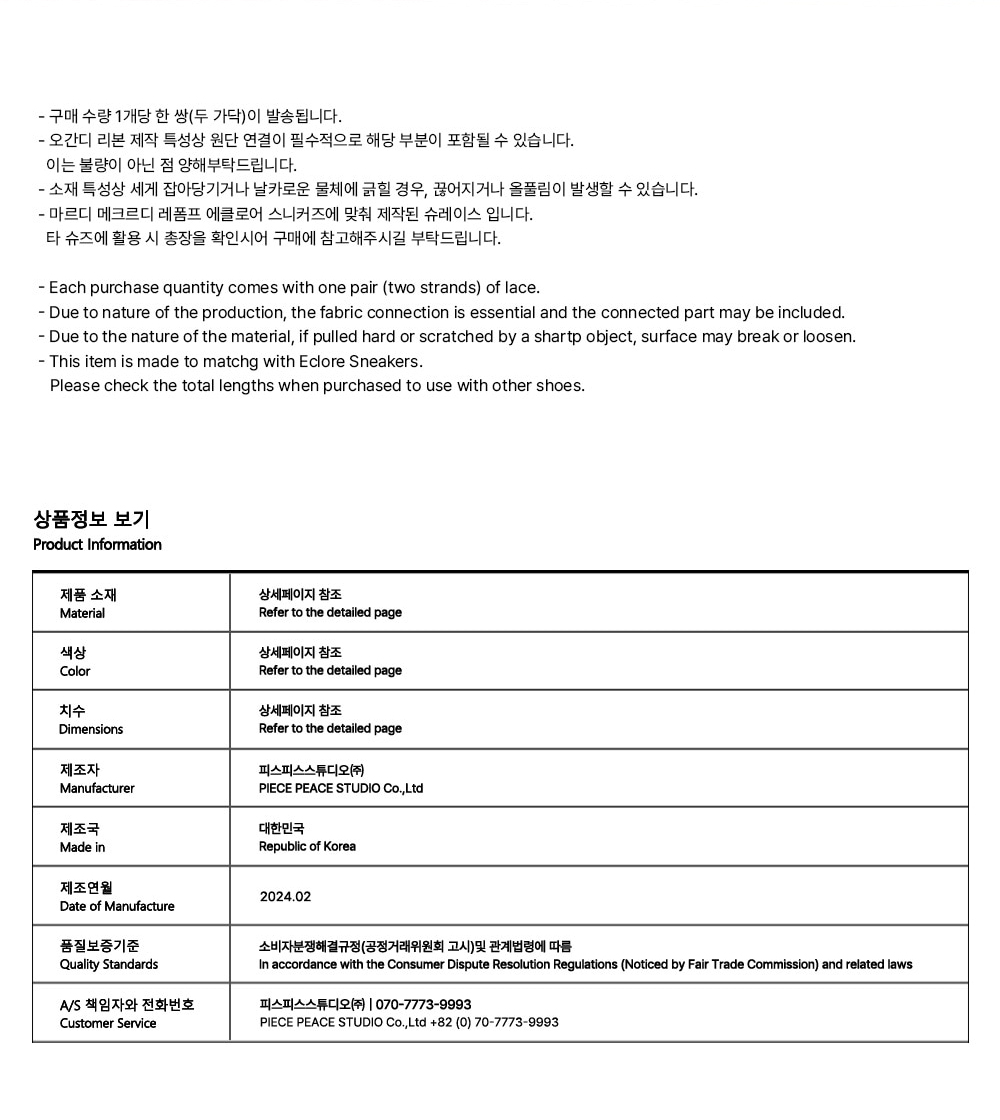 - 구매 수량 1개당 한 쌍(두 가닥)이 발송됩니다.
- 오간디 리본 제작 특성상 원단 연결이 필수적으로 해당 부분이 포함될 수 있습니다.
이는 불량이 아닌 점 양해부탁드립니다.
- 소재 특성상 세게 잡아당기거나 날카로운 물체에 긁힐 경우, 끊어지거나 올풀림이 발생할 수 있습니다.
- 마르디 메크르디 레폼프 에클로어 스니커즈에 맞춰 제작된 슈레이스 입니다.
타 슈즈에 활용 시 총장을 확인시어 구매에 참고해주시길 부탁드립니다.
- Each purchase quantity comes with one pair (two strands) of lace.
- Due to nature of the production, the fabric connection is essential and the connected part may be included.
- Due to the nature of the material, if pulled hard or scratched by a shartp object, surface may break or loosen.
- This item is made to matchg with Eclore Sneakers.
Please check the total lengths when purchased to use with other shoes.
상품정보 보기
Product Information
제품 소재
Material
상세페이지 참조
Refer to the detailed page
색상
Color
상세페이지 참조
Refer to the detailed page
치수
Dimensions
상세페이지 참조
Refer to the detailed page
제조자
Manufacturer
피스피스스튜디오㈜
PIECE PEACE STUDIO Co.,Ltd
제조국
Made in
대한민국
Republic of Korea
제조연월
Date of Manufacture
2024.02
품질보증기준
Quality Standards
소비자분쟁해결규정(공정거래위원회 고시)및 관계법령에 따름
In accordance with the Consumer Dispute Resolution Regulations (Noticed by Fair Trade Commission) and related laws
A/S 책임자와 전화번호
Customer Service
피스피스스튜디오㈜ | 070-7773-9993
PIECE PEACE STUDIO Co.,Ltd +82 (0) 70-7773-9993